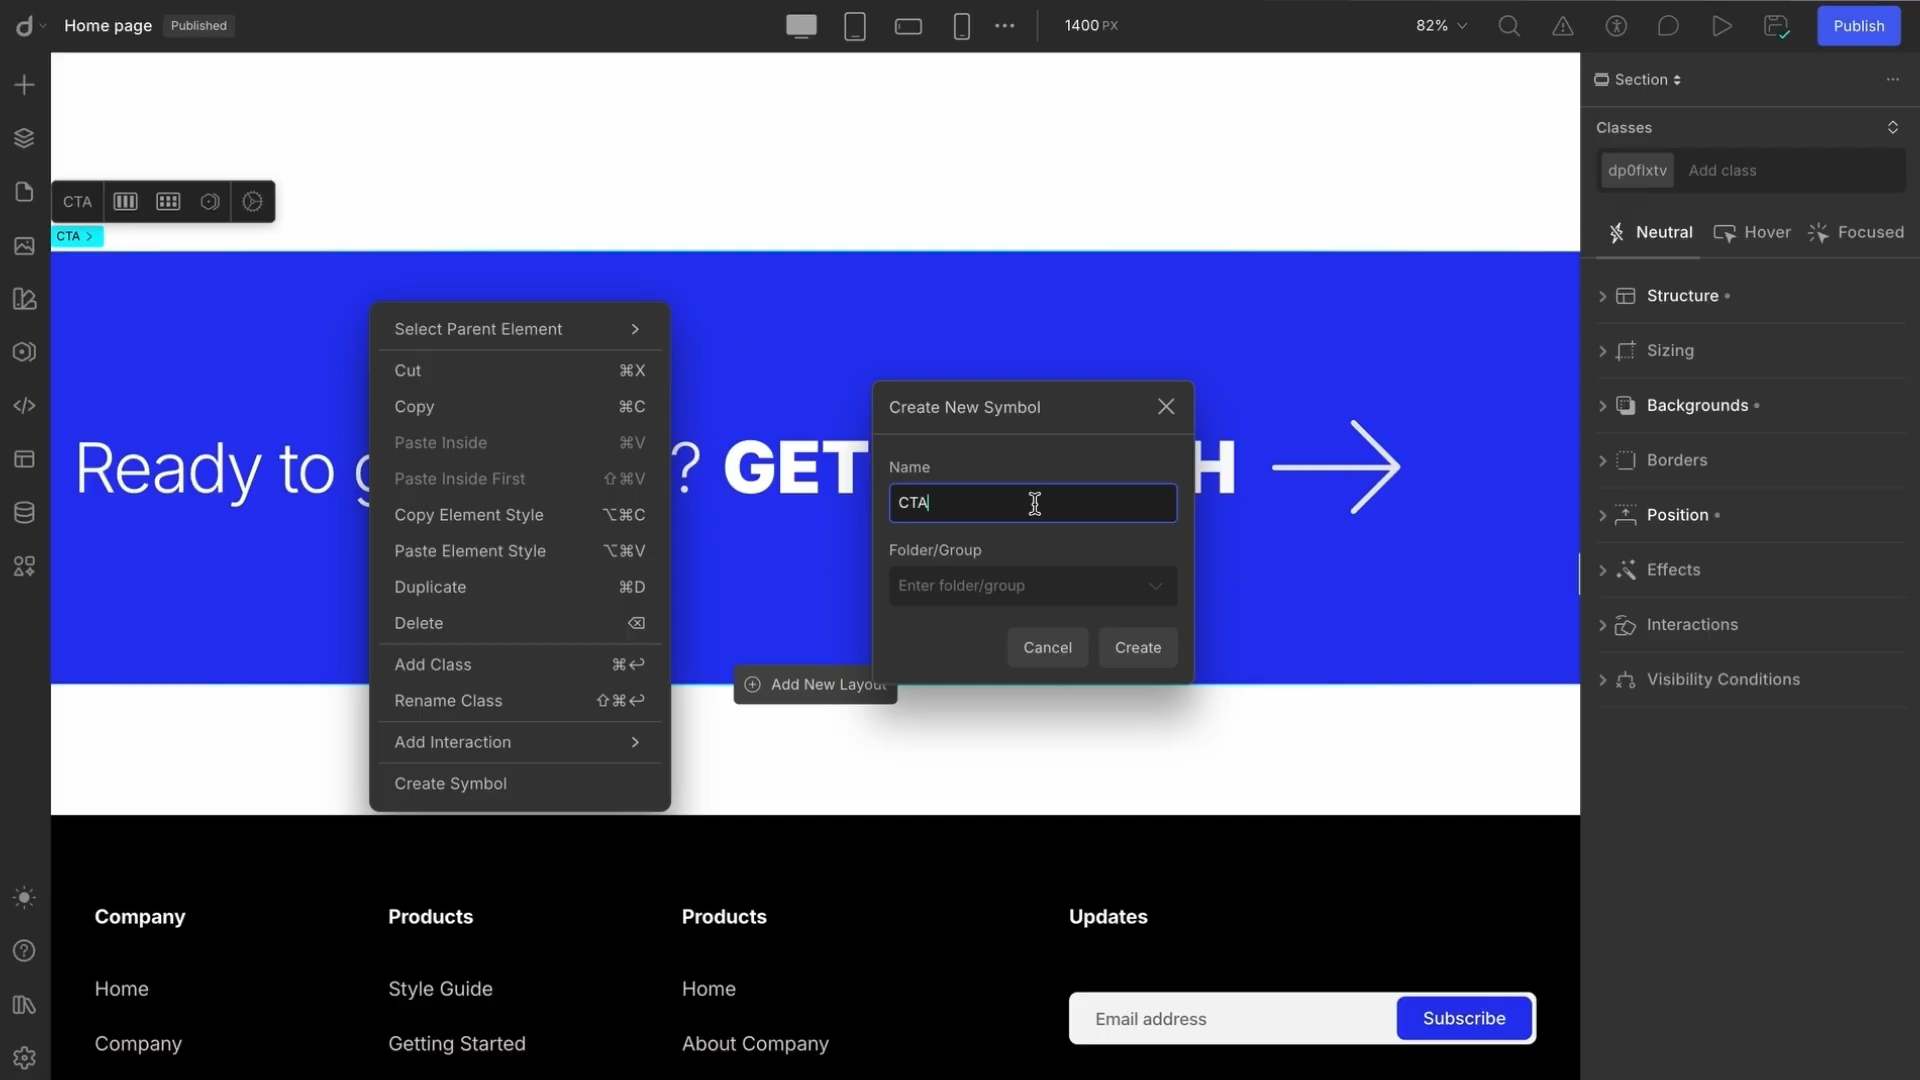 Home page
Published
1400 PX
82%
Publish
CTA
CTA
Ready to g
? GET
H
Select Parent Element
Cut ⌘X
Copy ⌘C
Paste Inside ⌘V
Paste Inside First ⇧⌘V
Copy Element Style ⌥⌘C
Paste Element Style ⌥⌘V
Duplicate ⌘D
Delete ⌫
Add Class ⌘↩
Rename Class ⇧⌘↩
Add Interaction
Create Symbol
Create New Symbol
Name
CTA
Folder/Group
Enter folder/group
Cancel
Create
Add New Layout
Section
Classes
dp0flxtv
Add class
Neutral
Hover
Focused
Structure
Sizing
Backgrounds
Borders
Position
Effects
Interactions
Visibility Conditions
Company
Home
Company
Products
Style Guide
Getting Started
Products
Home
About Company
Updates
Email address
Subscribe